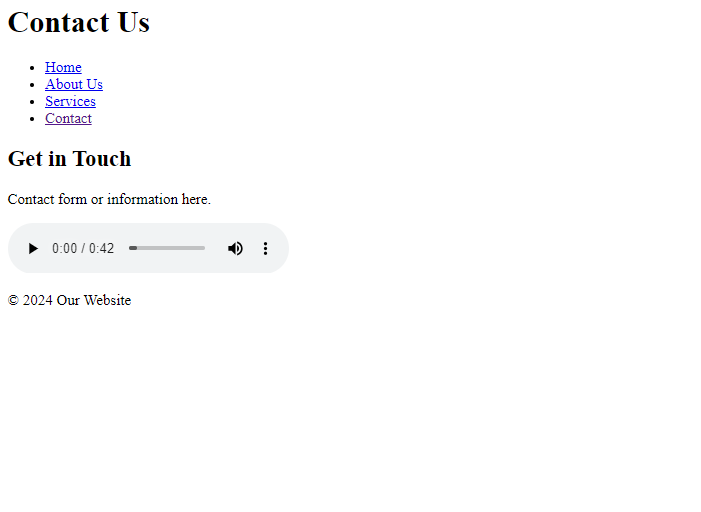 Contact Us
Home
About Us
Services
Contact
Get in Touch
Contact form or information here.
0:00 / 0:42
© 2024 Our Website